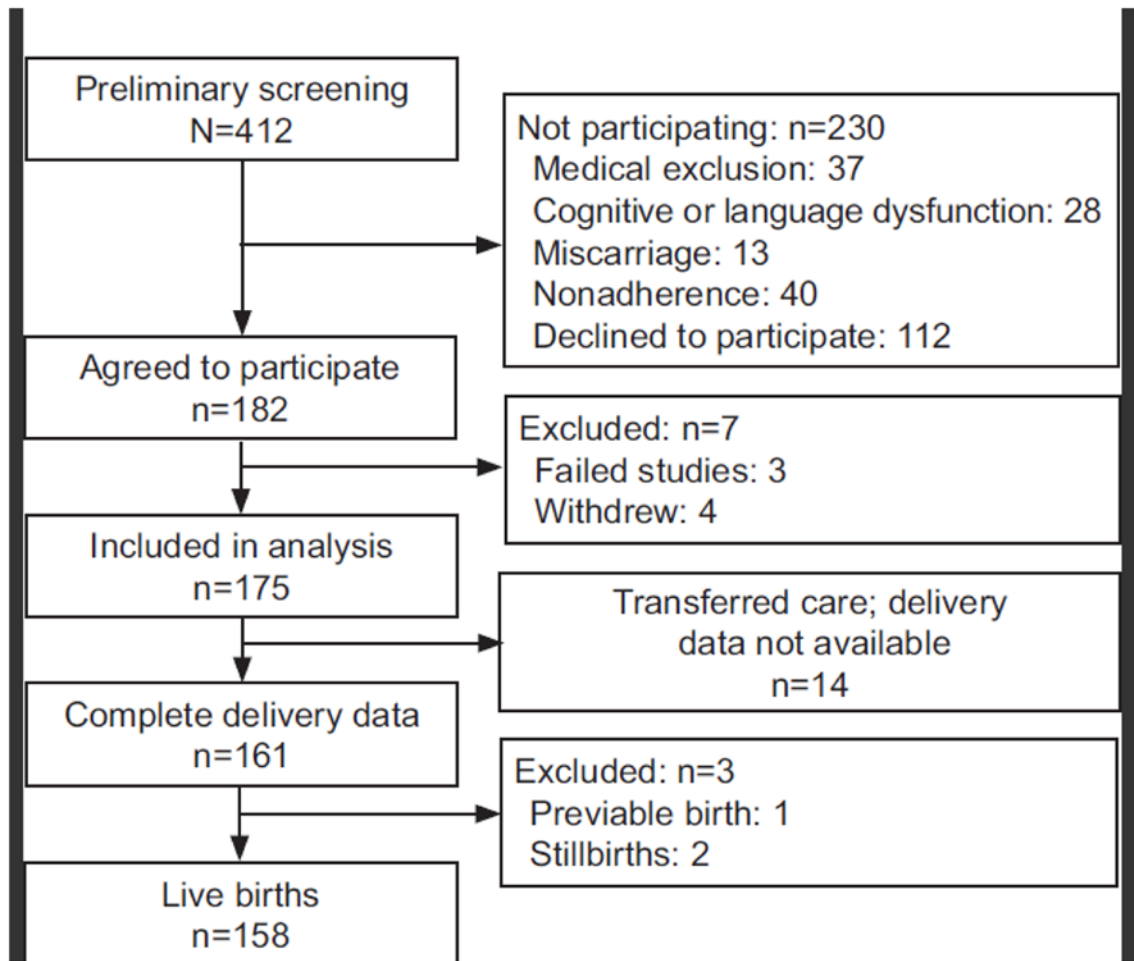 Preliminary screening
N=412
Not participating: n=230
Medical exclusion: 37
Cognitive or language dysfunction: 28
Miscarriage: 13
Nonadherence: 40
Declined to participate: 112
Agreed to participate
n=182
Excluded: n=7
Failed studies: 3
Withdrew: 4
Included in analysis
n=175
Transferred care; delivery
data not available
n=14
Complete delivery data
n=161
Excluded: n=3
Previable birth: 1
Stillbirths: 2
Live births
n=158